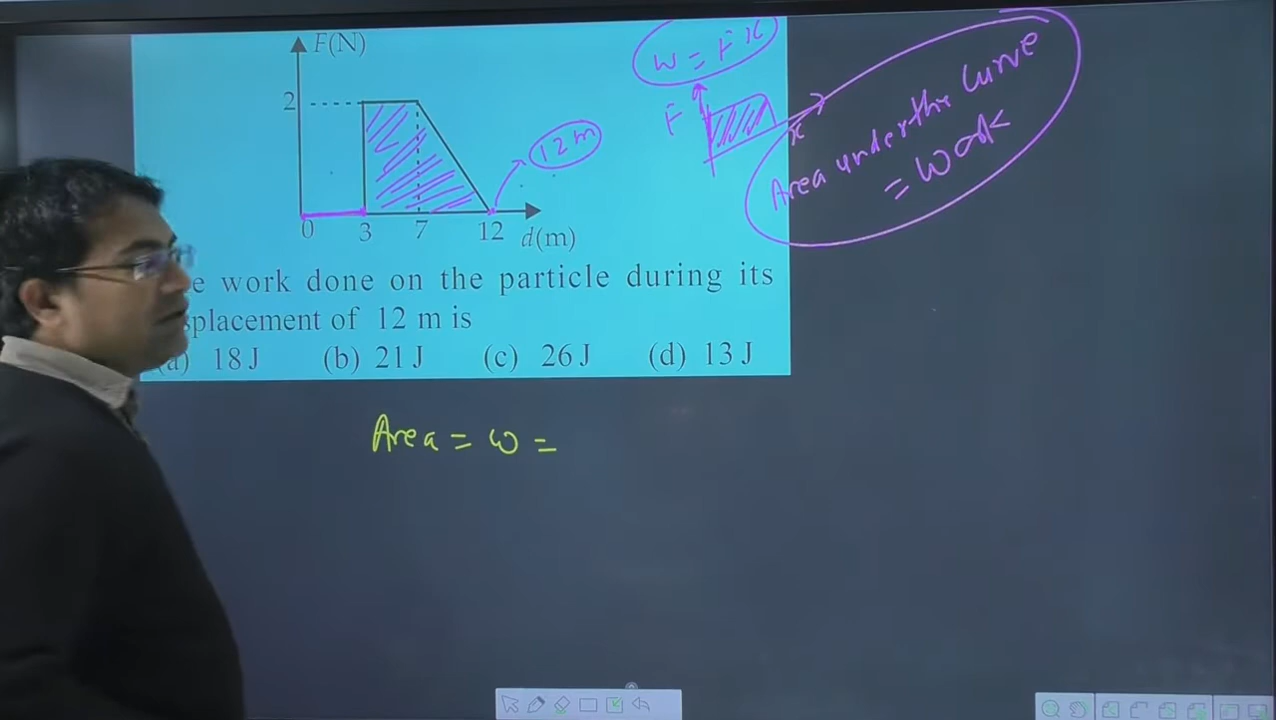 F(N)
2
0 3 7 12 d(m)
12 m
W = F x
F
x
Area under the Curve
= Work
e work done on the particle during its
splacement of 12 m is
(a) 18 J (b) 21 J (c) 26 J (d) 13 J
Area = W =